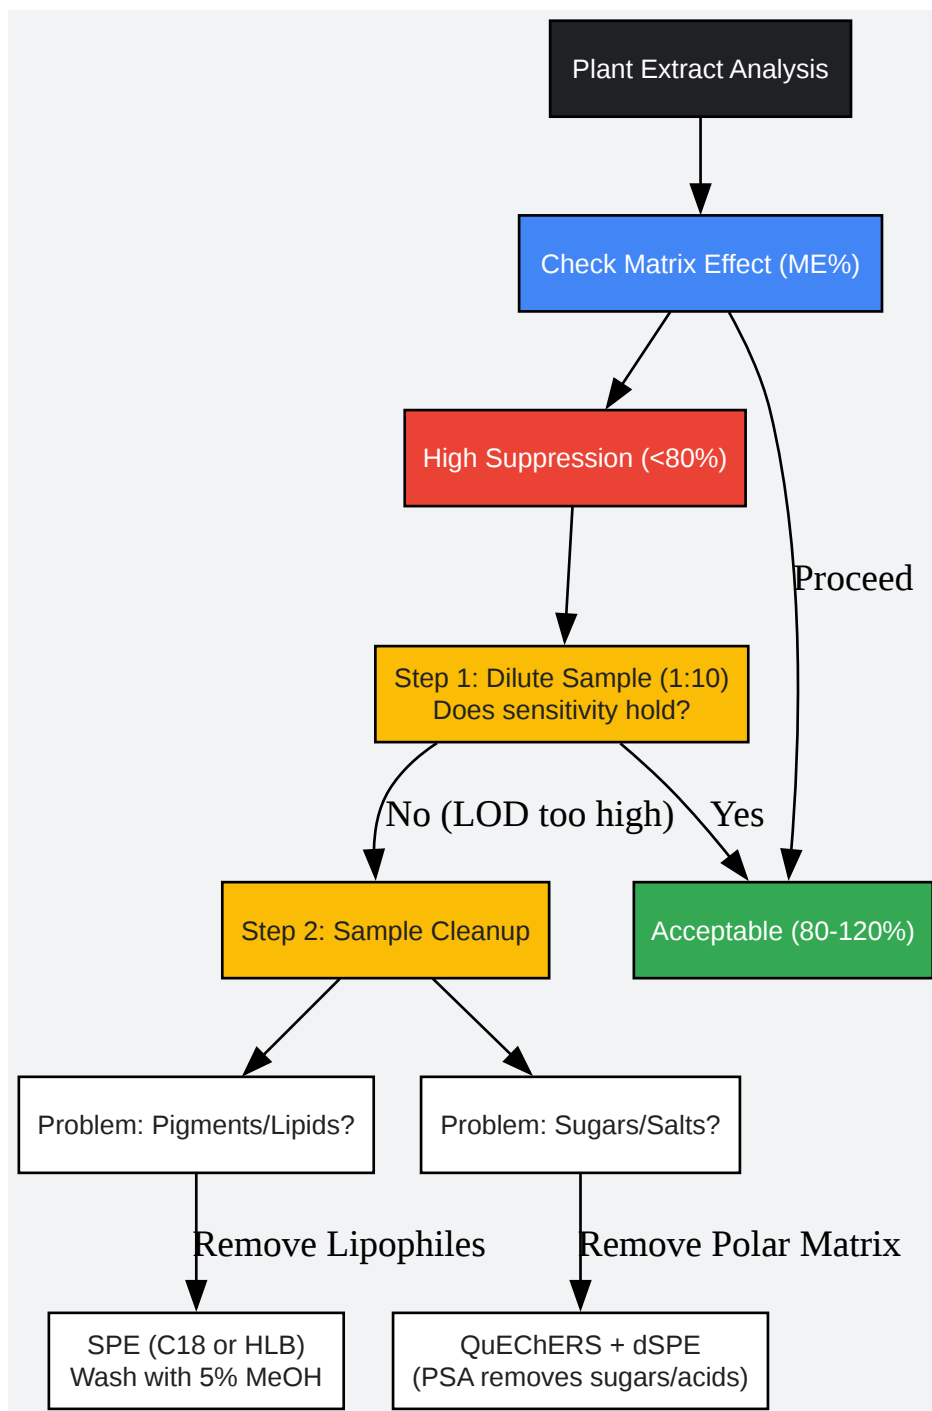 Plant Extract Analysis
Check Matrix Effect (ME%)
High Suppression (<80%)
Proceed
Step 1: Dilute Sample (1:10)
Does sensitivity hold?
No (LOD too high)
Yes
Step 2: Sample Cleanup
Acceptable (80-120%)
Problem: Pigments/Lipids?
Problem: Sugars/Salts?
Remove Lipophiles
Remove Polar Matrix
SPE (C18 or HLB)
Wash with 5% MeOH
QuEChERS + dSPE
(PSA removes sugars/acids)